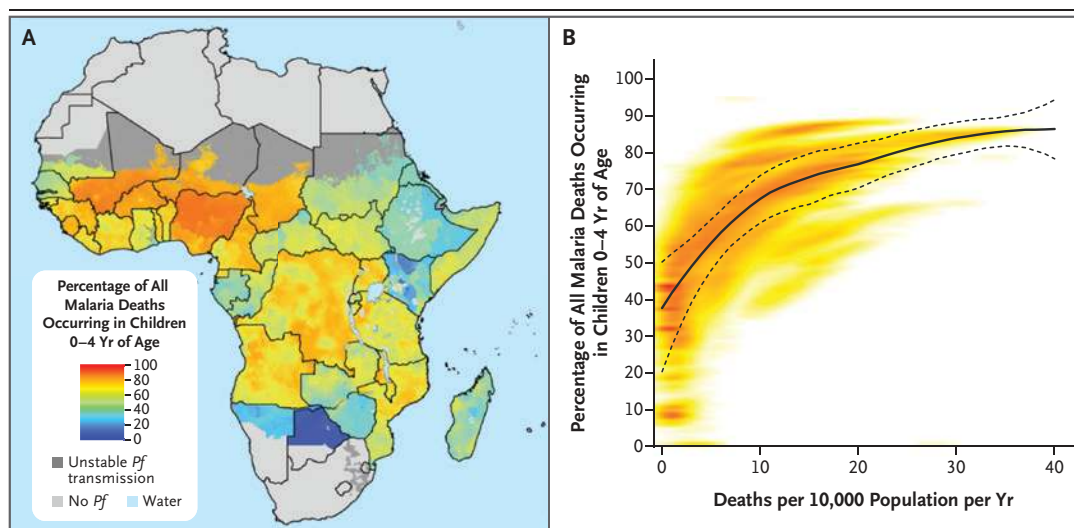 A
Percentage of All
Malaria Deaths
Occurring in Children
0–4 Yr of Age
100
80
60
40
20
0
Unstable Pf
transmission
No Pf
Water
B
Percentage of All Malaria Deaths Occurring
in Children 0–4 Yr of Age
100
90
80
70
60
50
40
30
20
10
0
0 10 20 30 40
Deaths per 10,000 Population per Yr